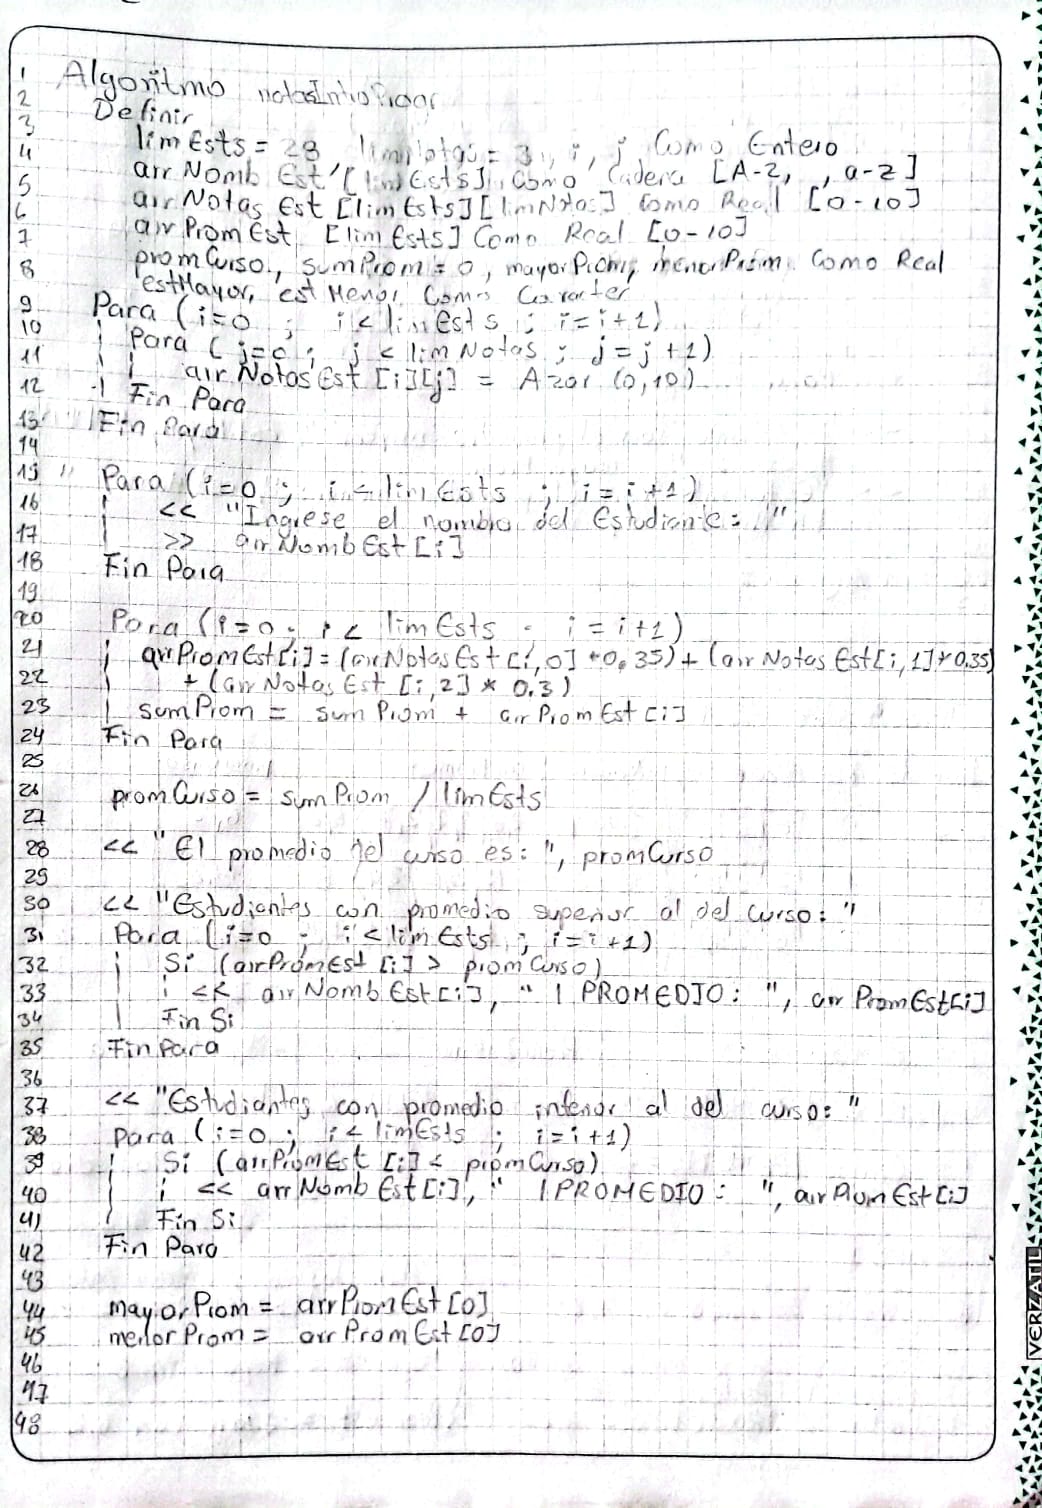 1 Algoritmo notasIntroProgr
2 Definir
3 limEsts = 28 limNotas = 3, i, j Como Entero
4 arrNombEst [limEsts] Como Cadena [A-Z, , a-z]
5 arrNotasEst [limEsts][limNotas] Como Real [0-10]
6 arrPromEst [limEsts] Como Real [0-10]
7 promCurso, sumProm = 0, mayorProm, menorProm Como Real
8 estMayor, estMenor Como Caracter
9 Para (i=0 ; i < limEsts ; i=i+1)
10 Para (j=0 ; j < limNotas ; j=j+1)
11 arrNotasEst [i][j] = Azar (0,10)
12 Fin Para
13 Fin Para
14
15 Para (i=0 ; i < limEsts ; i=i+1)
16 << "Ingrese el nombre del Estudiante: "
17 >> arrNombEst[i]
18 Fin Para
19
20 Para (i=0 ; i < limEsts ; i=i+1)
21 arrPromEst[i] = (arrNotasEst[i,0] *0.35) + (arrNotasEst[i,1]*0.35)
22 + (arrNotasEst [i,2] * 0.3)
23 sumProm = sumProm + arrPromEst[i]
24 Fin Para
25
26 promCurso = sumProm / limEsts
27
28 << "El promedio del curso es: ", promCurso
29
30 << "Estudiantes con promedio superior al del curso: "
31 Para (i=0 ; i < limEsts ; i=i+1)
32 Si (arrPromEst [i] > promCurso)
33 << arrNombEst[i], " | PROMEDIO: ", arrPromEst[i]
34 Fin Si
35 Fin Para
36
37 << "Estudiantes con promedio inferior al del curso: "
38 Para (i=0 ; i < limEsts ; i=i+1)
39 Si (arrPromEst [i] < promCurso)
40 << arrNombEst[i], " | PROMEDIO : ", arrPromEst[i]
41 Fin Si
42 Fin Para
43
44 mayorProm = arrPromEst[0]
45 menorProm = arrPromEst[0]
46
47
48
VERZATIL